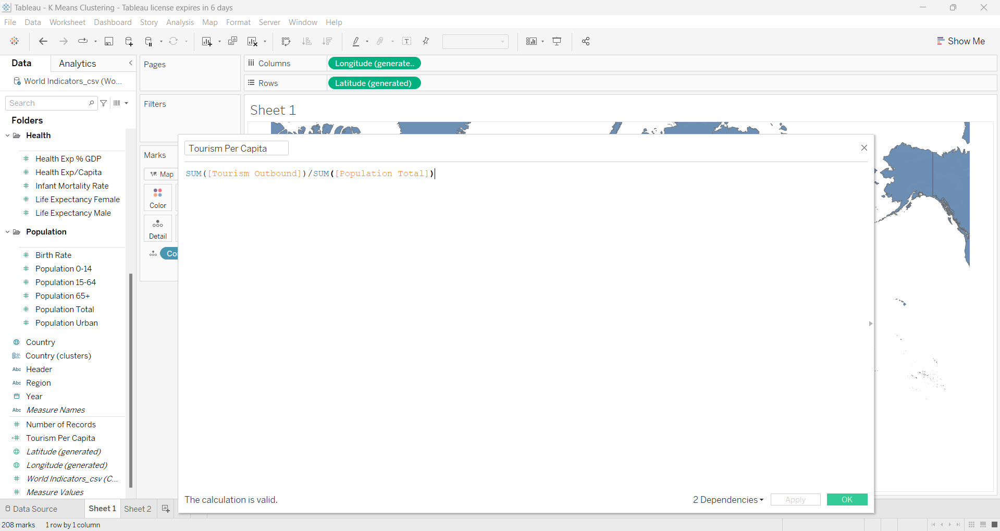 Tableau - K Means Clustering - Tableau license expires in 6 days
File Data Worksheet Dashboard Story Analysis Map Format Server Window Help
Show Me
Data
Analytics
World Indicators_csv (Wo...
Search
Folders
Health
Health Exp % GDP
Health Exp/Capita
Infant Mortality Rate
Life Expectancy Female
Life Expectancy Male
Population
Birth Rate
Population 0-14
Population 15-64
Population 65+
Population Total
Population Urban
Country
Country (clusters)
Abc Header
Abc Region
Year
Abc Measure Names
Number of Records
Tourism Per Capita
Latitude (generated)
Longitude (generated)
World Indicators_csv (C...
Measure Values
Pages
Filters
Marks
Map
Color
Detail
Co
Columns
Longitude (generate..
Rows
Latitude (generated)
Sheet 1
Tourism Per Capita
SUM([Tourism Outbound])/SUM([Population Total])
The calculation is valid.
2 Dependencies
Apply
OK
Data Source
Sheet 1
Sheet 2
208 marks
1 row by 1 column